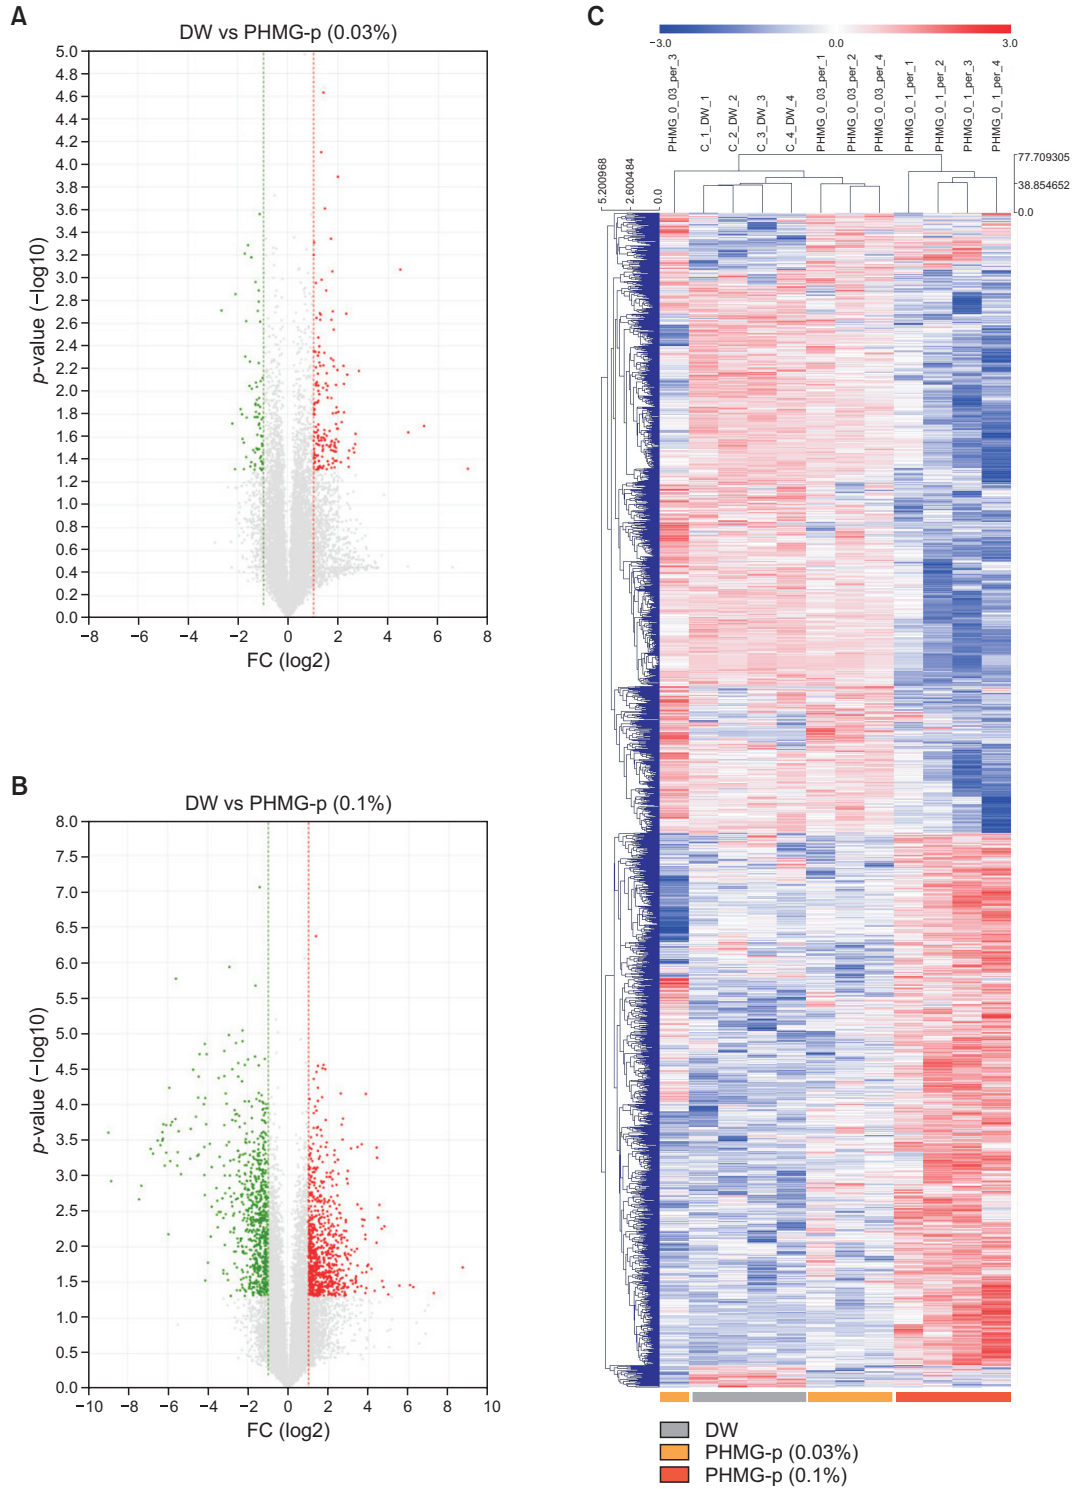 A
DW vs PHMG-p (0.03%)
5.0
4.8
4.6
4.4
4.2
4.0
3.8
3.6
3.4
3.2
3.0
2.8
2.6
2.4
2.2
2.0
1.8
1.6
1.4
1.2
1.0
0.8
0.6
0.4
0.2
0.0
p-value (−log10)
−8 −6 −4 −2 0 2 4 6 8
FC (log2)
B
DW vs PHMG-p (0.1%)
8.0
7.5
7.0
6.5
6.0
5.5
5.0
4.5
4.0
3.5
3.0
2.5
2.0
1.5
1.0
0.5
0.0
p-value (−log10)
−10 −8 −6 −4 −2 0 2 4 6 8 10
FC (log2)
C
−3.0 0.0 3.0
PHMG_0_03_per_3
C_1_DW_1
C_2_DW_2
C_3_DW_3
C_4_DW_4
PHMG_0_03_per_1
PHMG_0_03_per_2
PHMG_0_03_per_4
PHMG_0_1_per_1
PHMG_0_1_per_2
PHMG_0_1_per_3
PHMG_0_1_per_4
77.709305
38.854652
0.0
5.200968
2.600484
0.0
DW
PHMG-p (0.03%)
PHMG-p (0.1%)